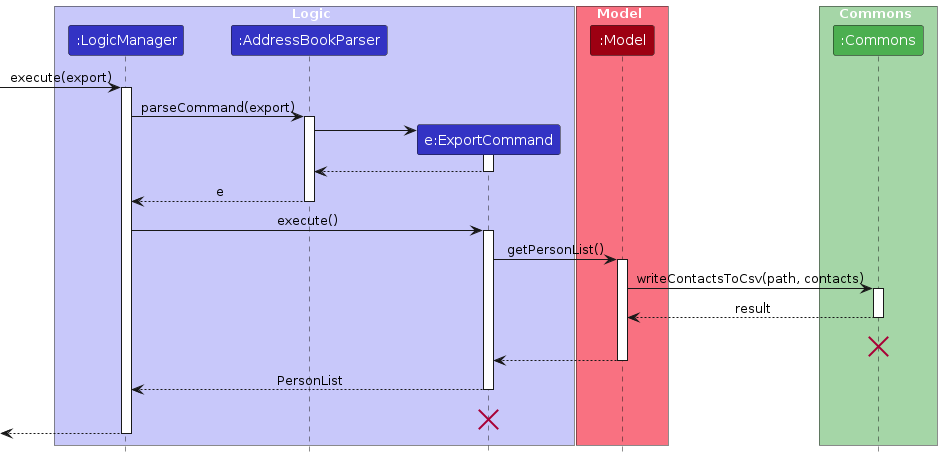 Logic
Model
Commons
:LogicManager
:AddressBookParser
:Model
:Commons
execute(export)
parseCommand(export)
e:ExportCommand
e
execute()
getPersonList()
writeContactsToCsv(path, contacts)
result
PersonList